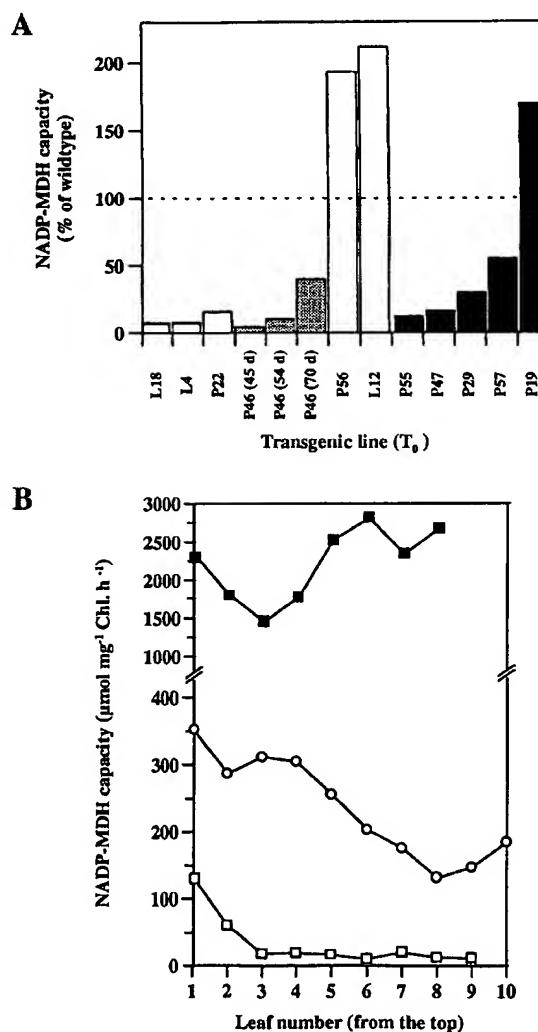 A
NADP-MDH capacity
(% of wildtype)
200
150
100
50
0
L18
L4
P22
P46 (45 d)
P46 (54 d)
P46 (70 d)
P56
L12
P55
P47
P29
P57
P19
Transgenic line (T₀)
B
NADP-MDH capacity (µmol mg⁻¹ Chl. h⁻¹)
3000
2500
2000
1500
1000
400
300
200
100
0
1 2 3 4 5 6 7 8 9 10
Leaf number (from the top)